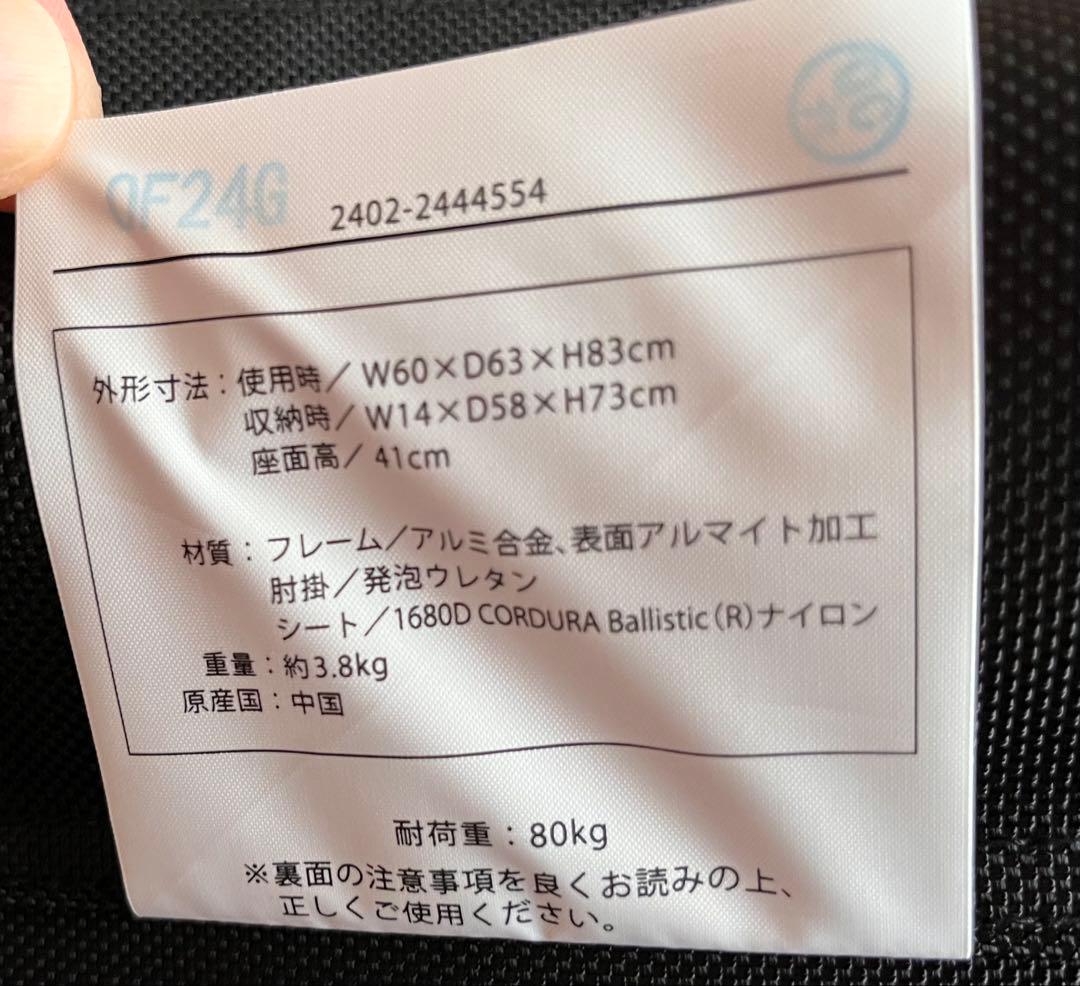 0F24G
2402-2444554
外形寸法：使用時／W60×D63×H83cm
収納時／W14×D58×H73cm
座面高／41cm
材質：フレーム／アルミ合金、表面アルマイト加工
肘掛／発泡ウレタン
シート／1680D CORDURA Ballistic(R)ナイロン
重量：約3.8kg
原産国：中国
耐荷重：80kg
※裏面の注意事項を良くお読みの上、
正しくご使用ください。